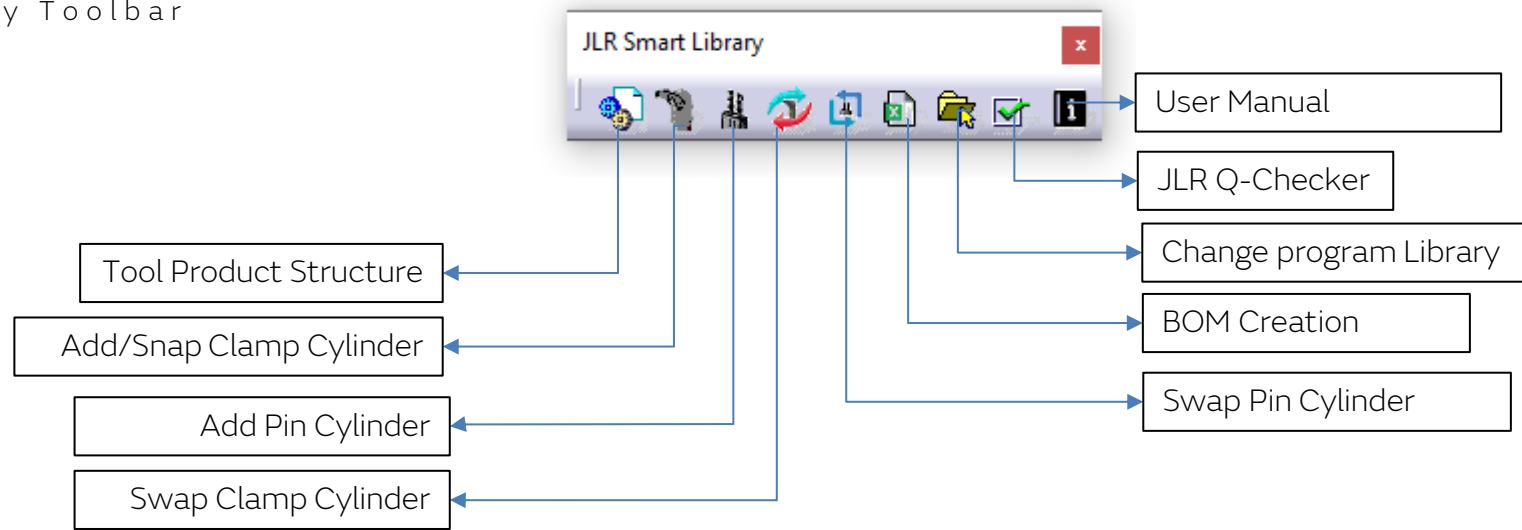 y Toolbar
JLR Smart Library
x
User Manual
JLR Q-Checker
Change program Library
BOM Creation
Swap Pin Cylinder
Tool Product Structure
Add/Snap Clamp Cylinder
Add Pin Cylinder
Swap Clamp Cylinder